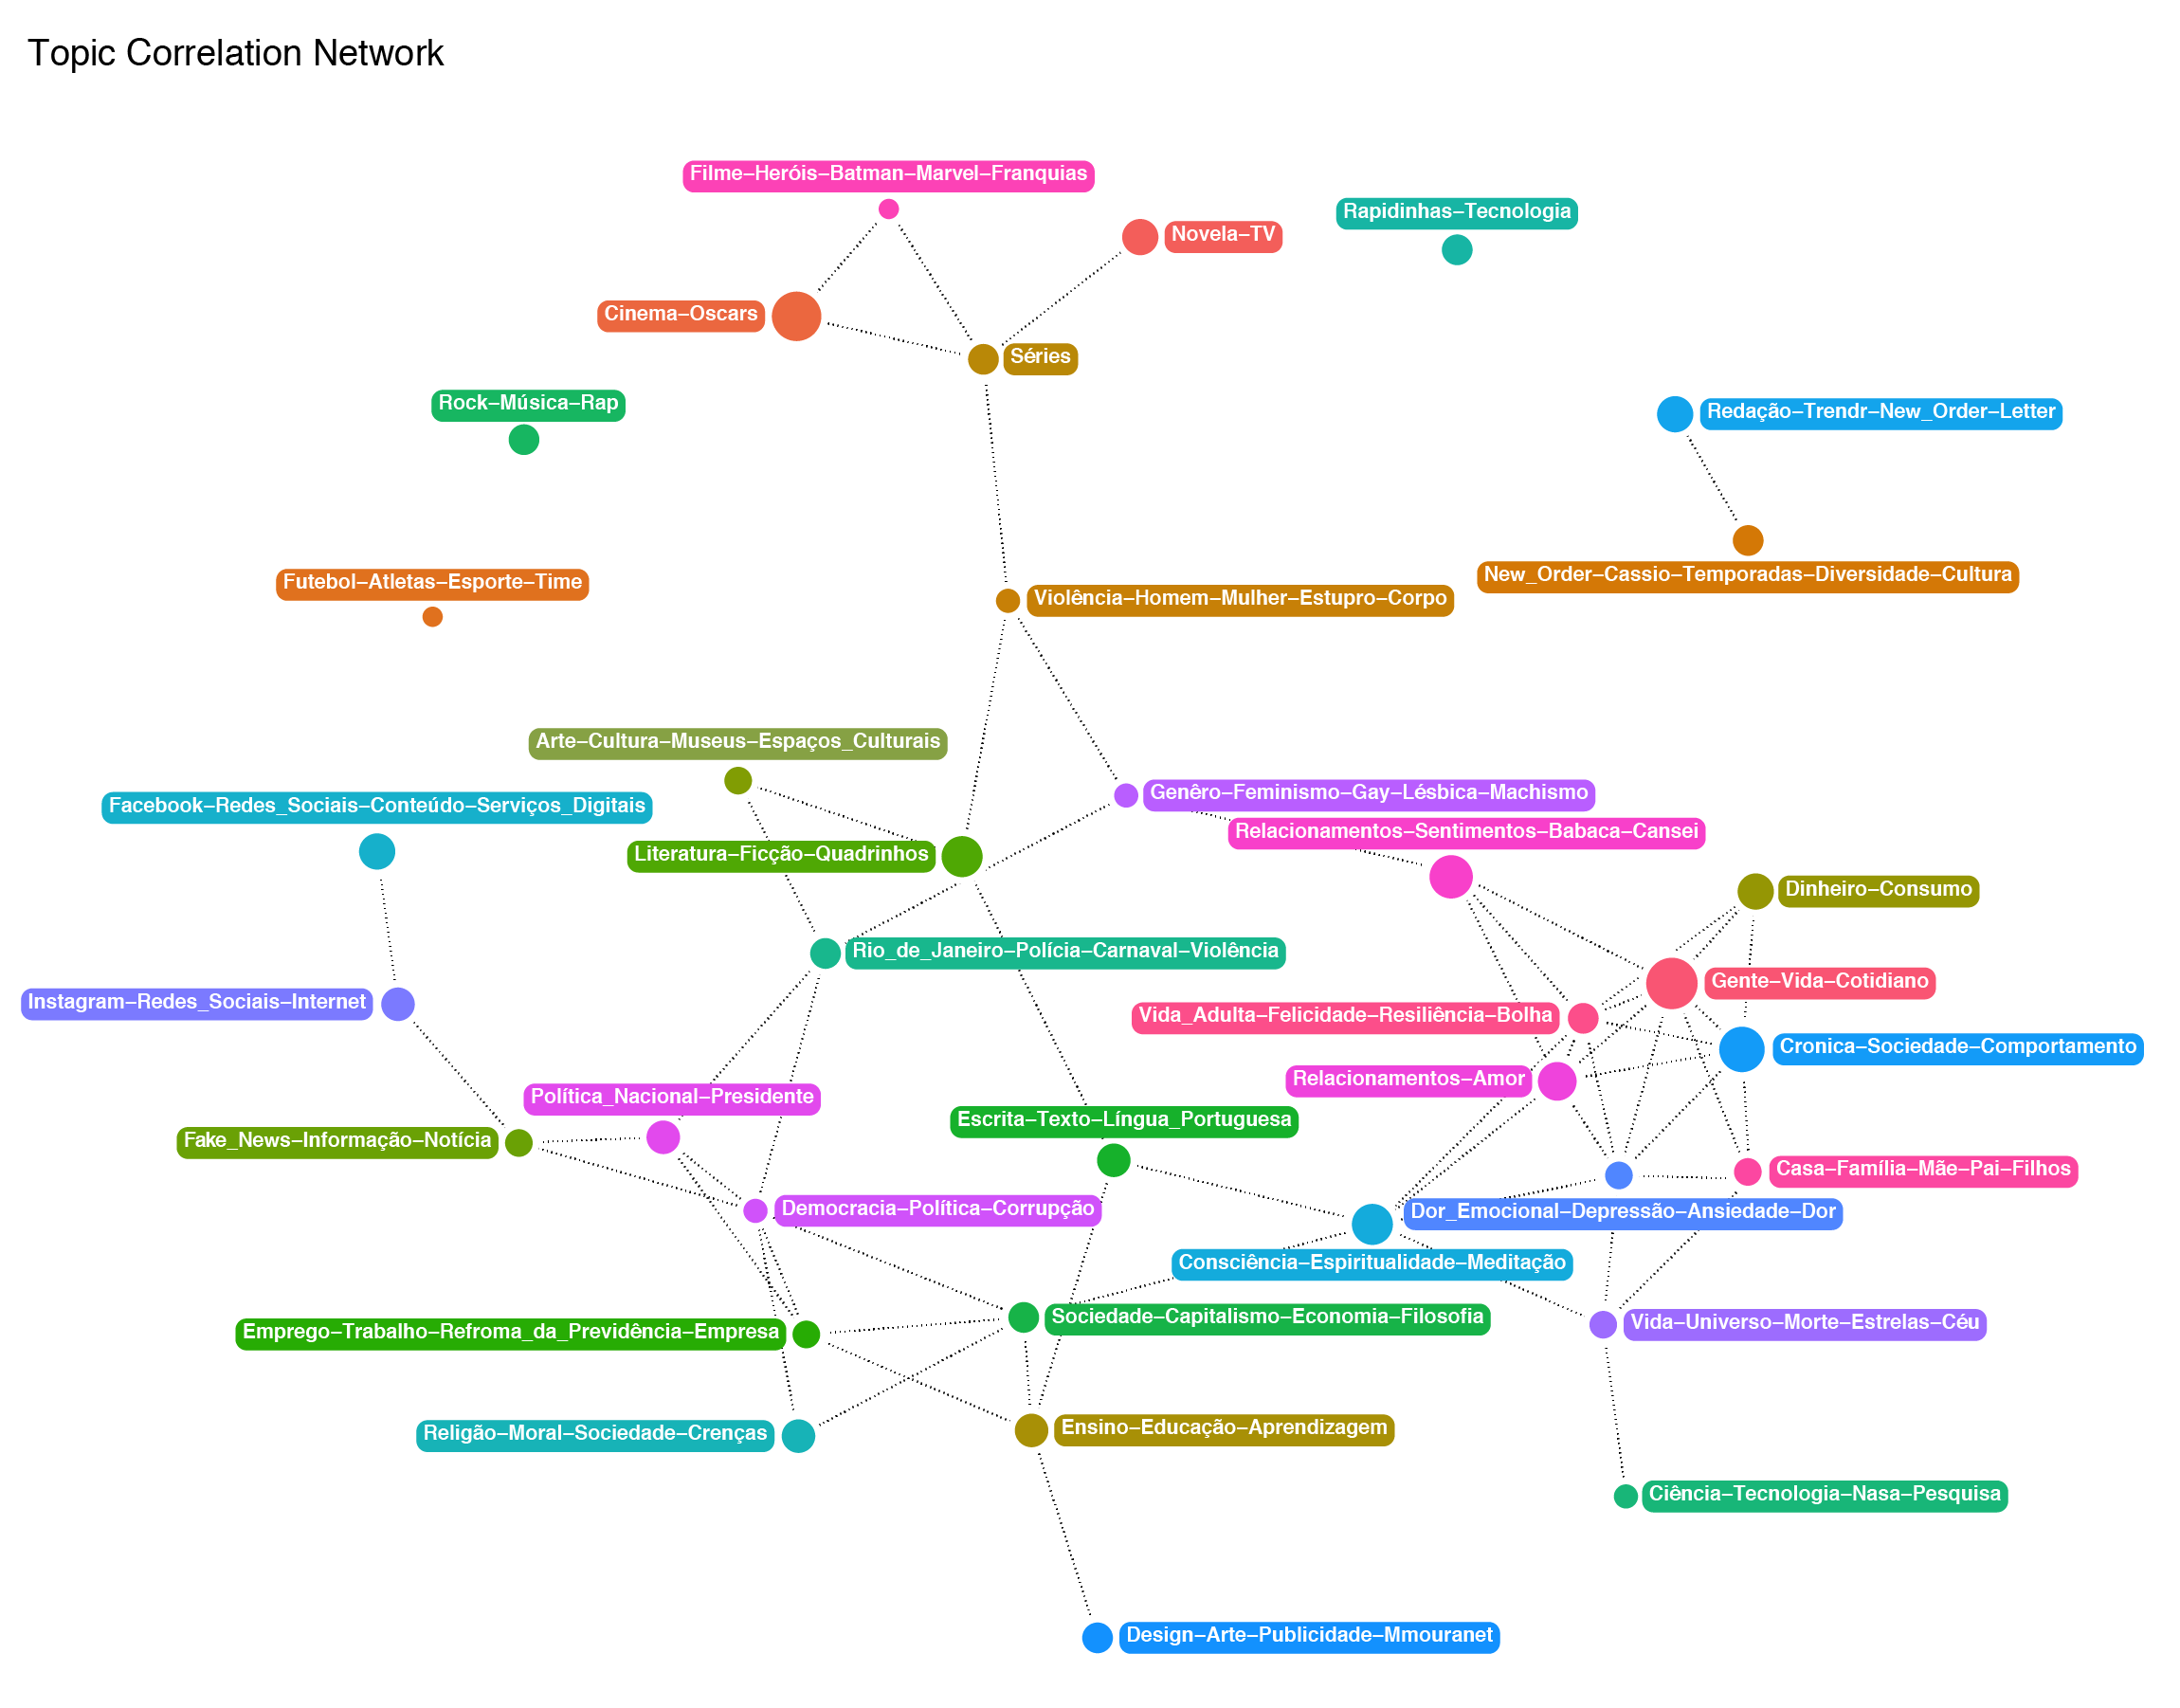 Topic Correlation Network
Filme–Heróis–Batman–Marvel–Franquias
Rapidinhas–Tecnologia
Novela–TV
Cinema–Oscars
Séries
Rock–Música–Rap
Redação–Trendr–New_Order–Letter
Futebol–Atletas–Esporte–Time
New_Order–Cassio–Temporadas–Diversidade–Cultura
Violência–Homem–Mulher–Estupro–Corpo
Arte–Cultura–Museus–Espaços_Culturais
Facebook–Redes_Sociais–Conteúdo–Serviços_Digitais
Genêro–Feminismo–Gay–Lésbica–Machismo
Relacionamentos–Sentimentos–Babaca–Cansei
Literatura–Ficção–Quadrinhos
Dinheiro–Consumo
Rio_de_Janeiro–Polícia–Carnaval–Violência
Gente–Vida–Cotidiano
Instagram–Redes_Sociais–Internet
Vida_Adulta–Felicidade–Resiliência–Bolha
Cronica–Sociedade–Comportamento
Relacionamentos–Amor
Política_Nacional–Presidente
Escrita–Texto–Língua_Portuguesa
Fake_News–Informação–Notícia
Casa–Família–Mãe–Pai–Filhos
Democracia–Política–Corrupção
Dor_Emocional–Depressão–Ansiedade–Dor
Consciência–Espiritualidade–Meditação
Sociedade–Capitalismo–Economia–Filosofia
Vida–Universo–Morte–Estrelas–Céu
Emprego–Trabalho–Refroma_da_Previdência–Empresa
Religão–Moral–Sociedade–Crenças
Ensino–Educação–Aprendizagem
Ciência–Tecnologia–Nasa–Pesquisa
Design–Arte–Publicidade–Mmouranet